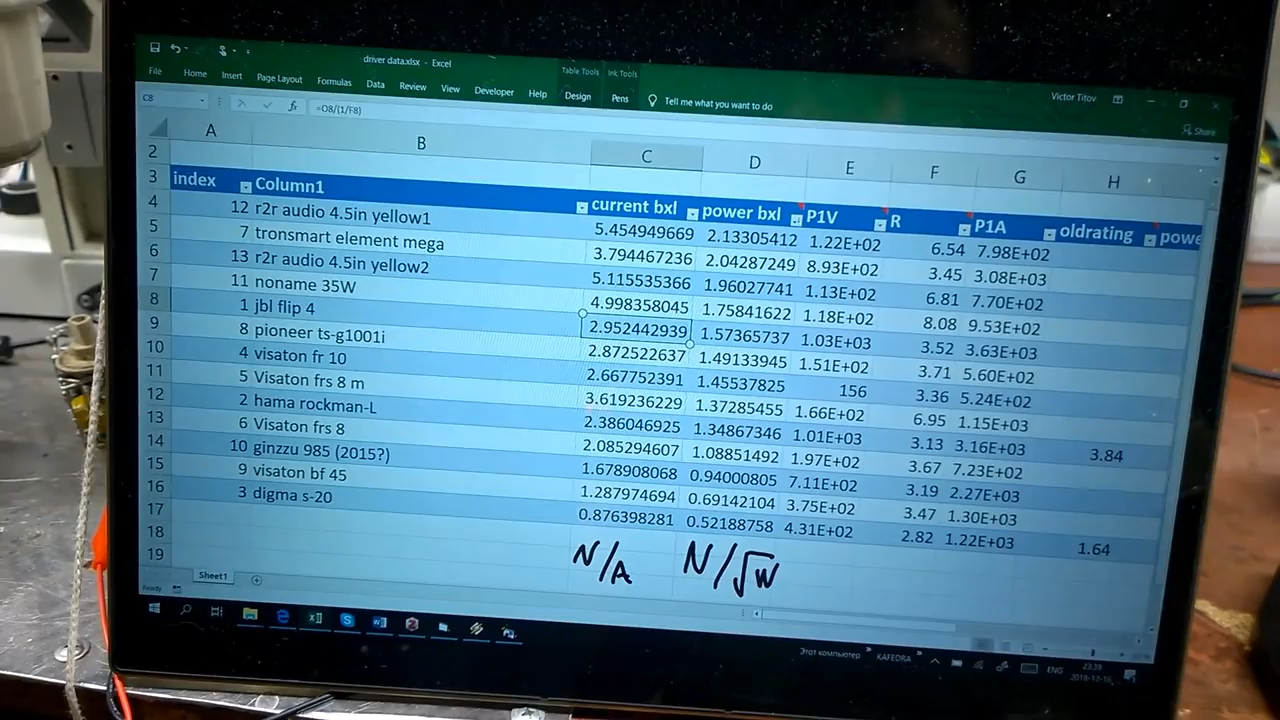 driver data.xlsx - Excel
Table Tools
Ink Tools
Victor Titov
File Home Insert Page Layout Formulas Data Review View Developer Help Design Pens Tell me what you want to do
Share
C8 fx =O8/(1/F8)
A B C D E F G H
2
3 index Column1 current bxl power bxl P1V R P1A oldrating powe
4 12 r2r audio 4.5in yellow1 5.454949669 2.13305412 1.22E+02 6.54 7.98E+02
5 7 tronsmart element mega 3.794467236 2.04287249 8.93E+02 3.45 3.08E+03
6 13 r2r audio 4.5in yellow2 5.115535366 1.96027741 1.13E+02 6.81 7.70E+02
7 11 noname 35W 4.998358045 1.75841622 1.18E+02 8.08 9.53E+02
8 1 jbl flip 4 2.952442939 1.57365737 1.03E+03 3.52 3.63E+03
9 8 pioneer ts-g1001i 2.872522637 1.49133945 1.51E+02 3.71 5.60E+02
10 4 visaton fr 10 2.667752391 1.45537825 156 3.36 5.24E+02
11 5 Visaton frs 8 m 3.619236229 1.37285455 1.66E+02 6.95 1.15E+03
12 2 hama rockman-L 2.386046925 1.34867346 1.01E+03 3.13 3.16E+03 3.84
13 6 Visaton frs 8 2.085294607 1.08851492 1.97E+02 3.67 7.23E+02
14 10 ginzzu 985 (2015?) 1.678908068 0.94000805 7.11E+02 3.19 2.27E+03
15 9 visaton bf 45 1.287974694 0.69142104 3.75E+02 3.47 1.30E+03
16 3 digma s-20 0.876398281 0.52188758 4.31E+02 2.82 1.22E+03 1.64
17
18 N/A N/√W
19
Sheet1
Ready
Этот компьютер » KAFEDRA » ENG 23:39
2018-12-16